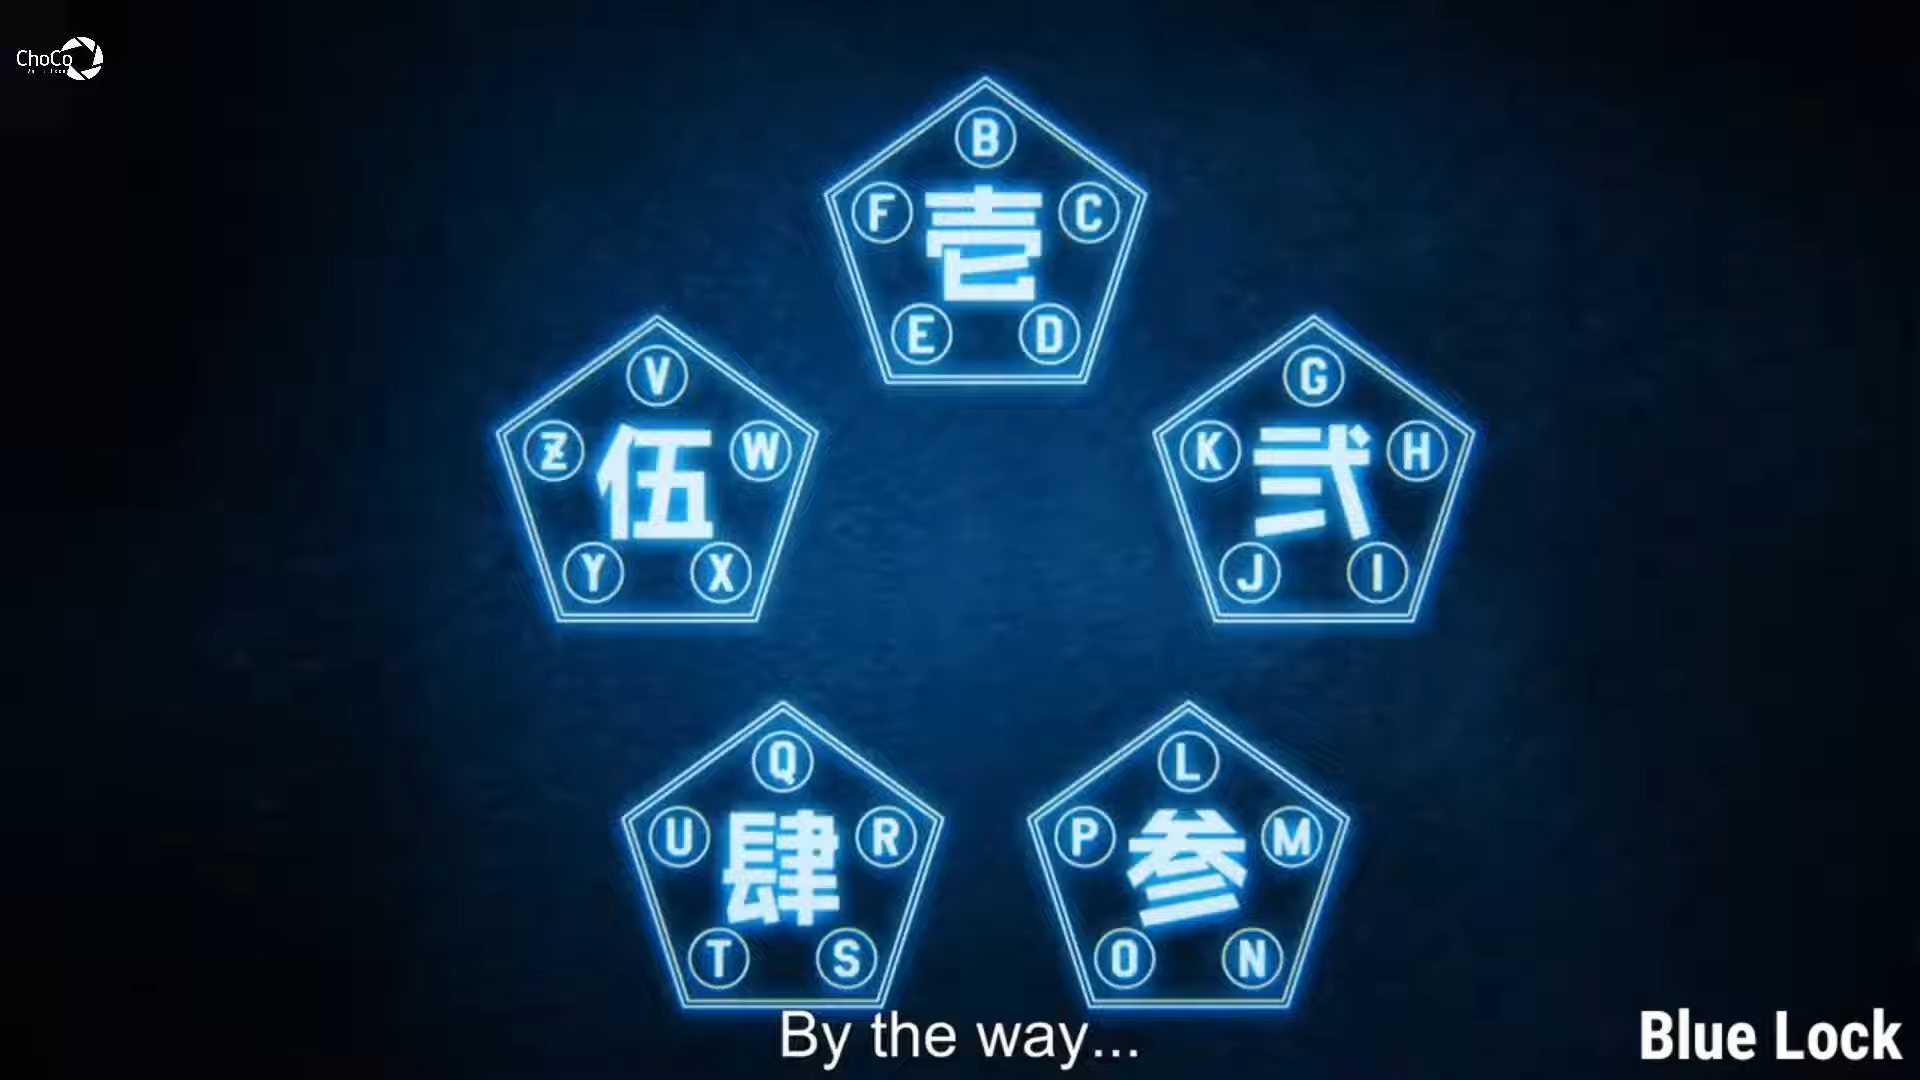 ChoCo
B
F
壱
C
E
D
V
Z
伍
W
Y
X
G
K
弐
H
J
I
Q
U
肆
R
T
S
L
P
参
M
O
N
By the way...
Blue Lock